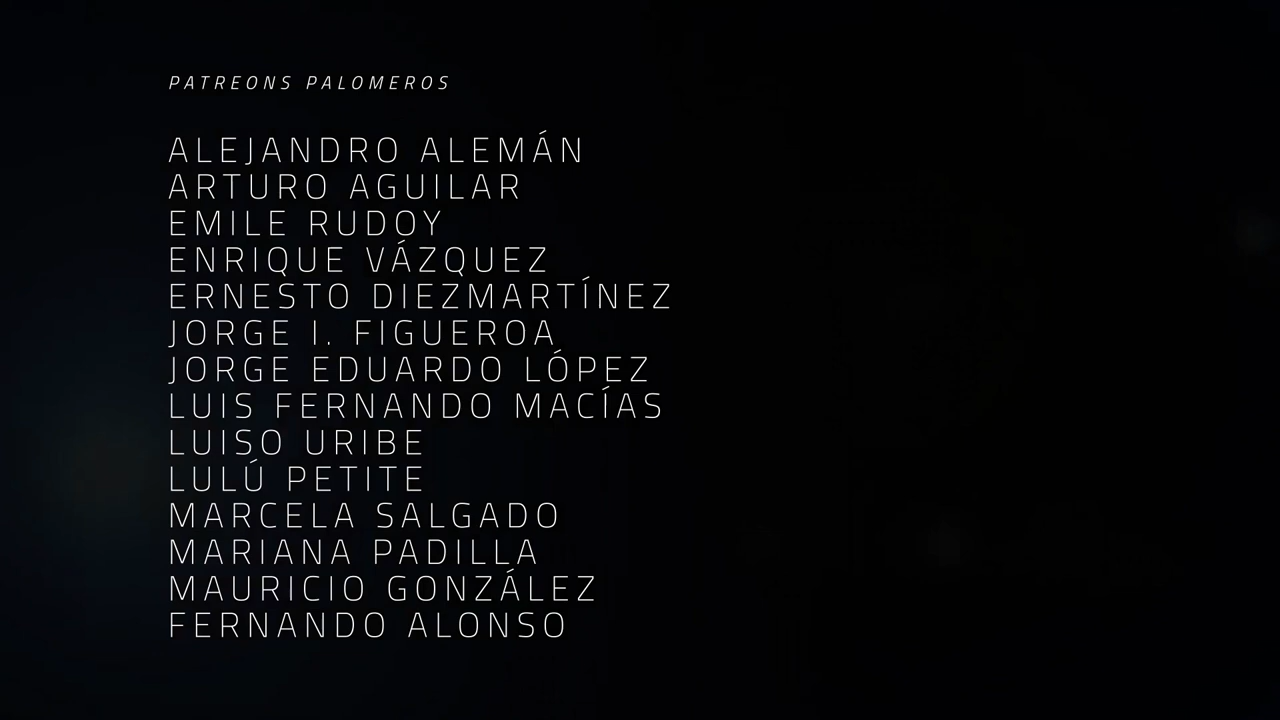 PATREONS PALOMEROS
ALEJANDRO ALEMÁN
ARTURO AGUILAR
EMILE RUDOY
ENRIQUE VÁZQUEZ
ERNESTO DIEZMARTÍNEZ
JORGE I. FIGUEROA
JORGE EDUARDO LÓPEZ
LUIS FERNANDO MACÍAS
LUISO URIBE
LULÚ PETITE
MARCELA SALGADO
MARIANA PADILLA
MAURICIO GONZÁLEZ
FERNANDO ALONSO